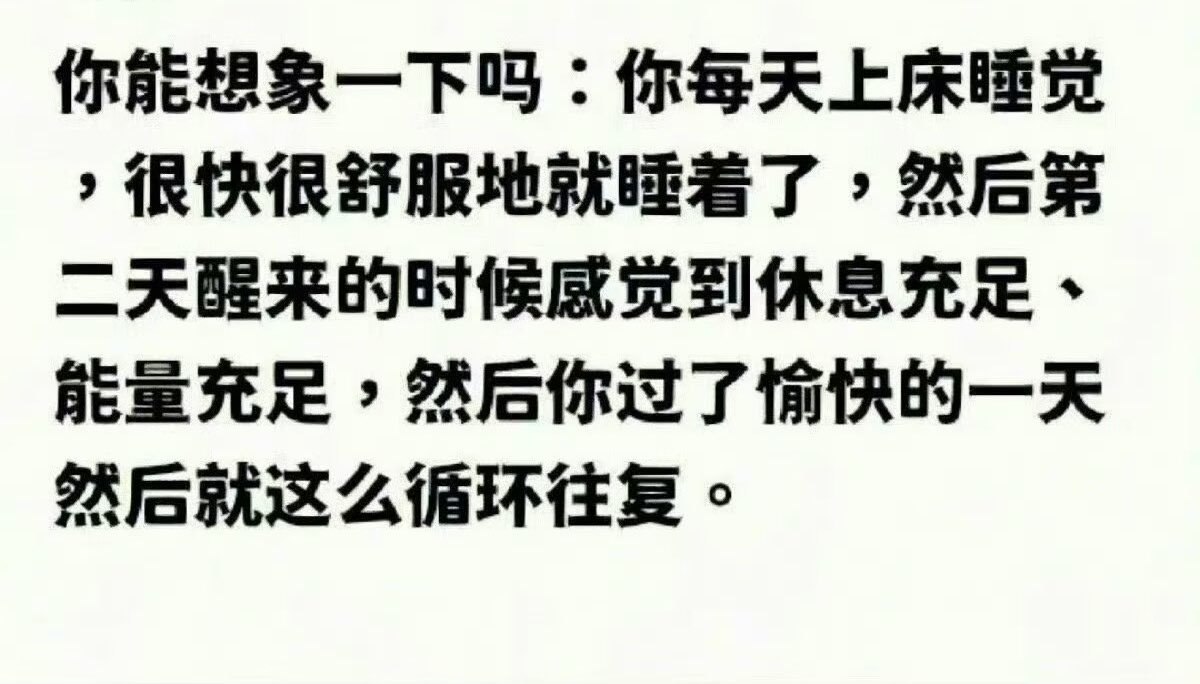 你能想象一下吗：你每天上床睡觉
，很快很舒服地就睡着了，然后第
二天醒来的时候感觉到休息充足、
能量充足，然后你过了愉快的一天
然后就这么循环往复。